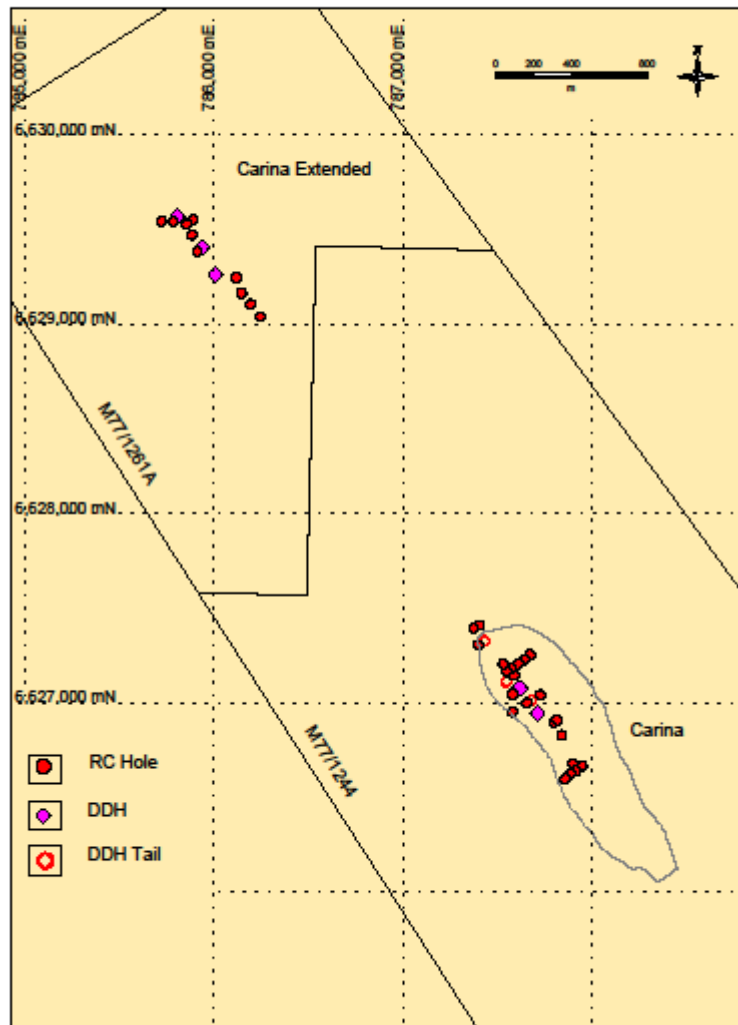 785,000 mE
786,000 mE
787,000 mE
0 200 400 800
m
6,630,000 mN
Carina Extended
6,629,000 mN
M77/1261A
6,628,000 mN
6,627,000 mN
Carina
M77/1244
RC Hole
DDH
DDH Tail